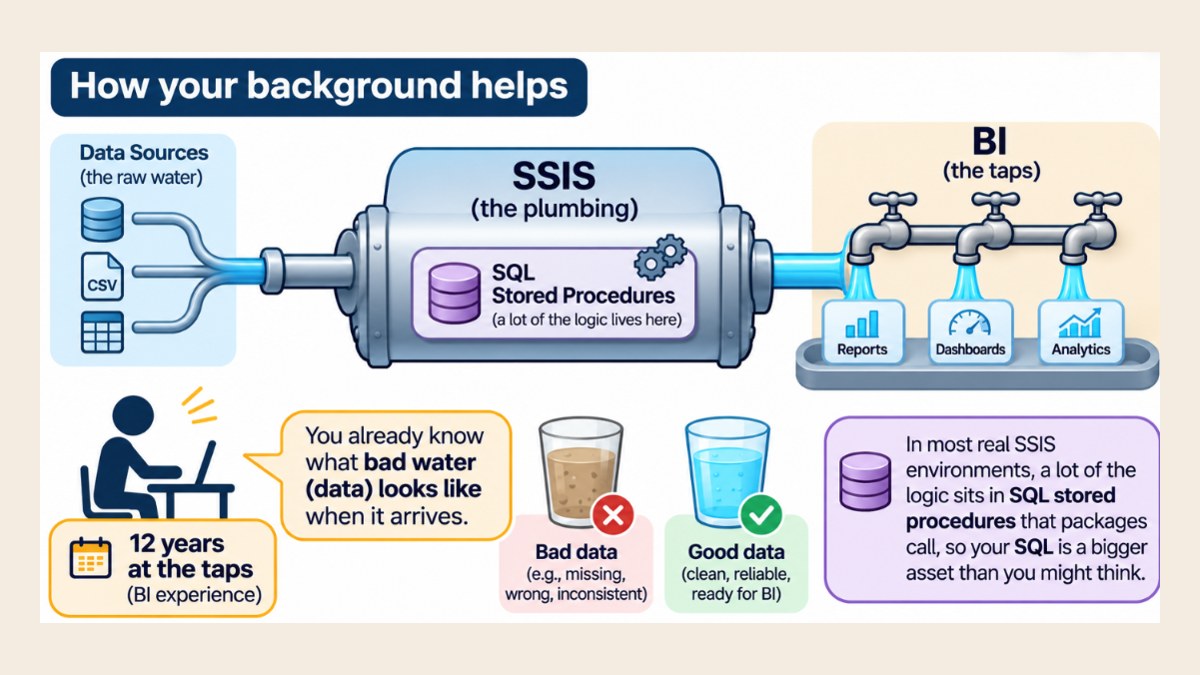 How your background helps
Data Sources
(the raw water)
CSV
SSIS
(the plumbing)
SQL
Stored Procedures
(a lot of the logic lives here)
BI
(the taps)
Reports
Dashboards
Analytics
12 years
at the taps
(BI experience)
You already know
what bad water
(data) looks like
when it arrives.
Bad data
(e.g., missing,
wrong, inconsistent)
Good data
(clean, reliable,
ready for BI)
In most real SSIS
environments, a lot of the
logic sits in SQL stored
procedures that packages
call, so your SQL is a bigger
asset than you might think.